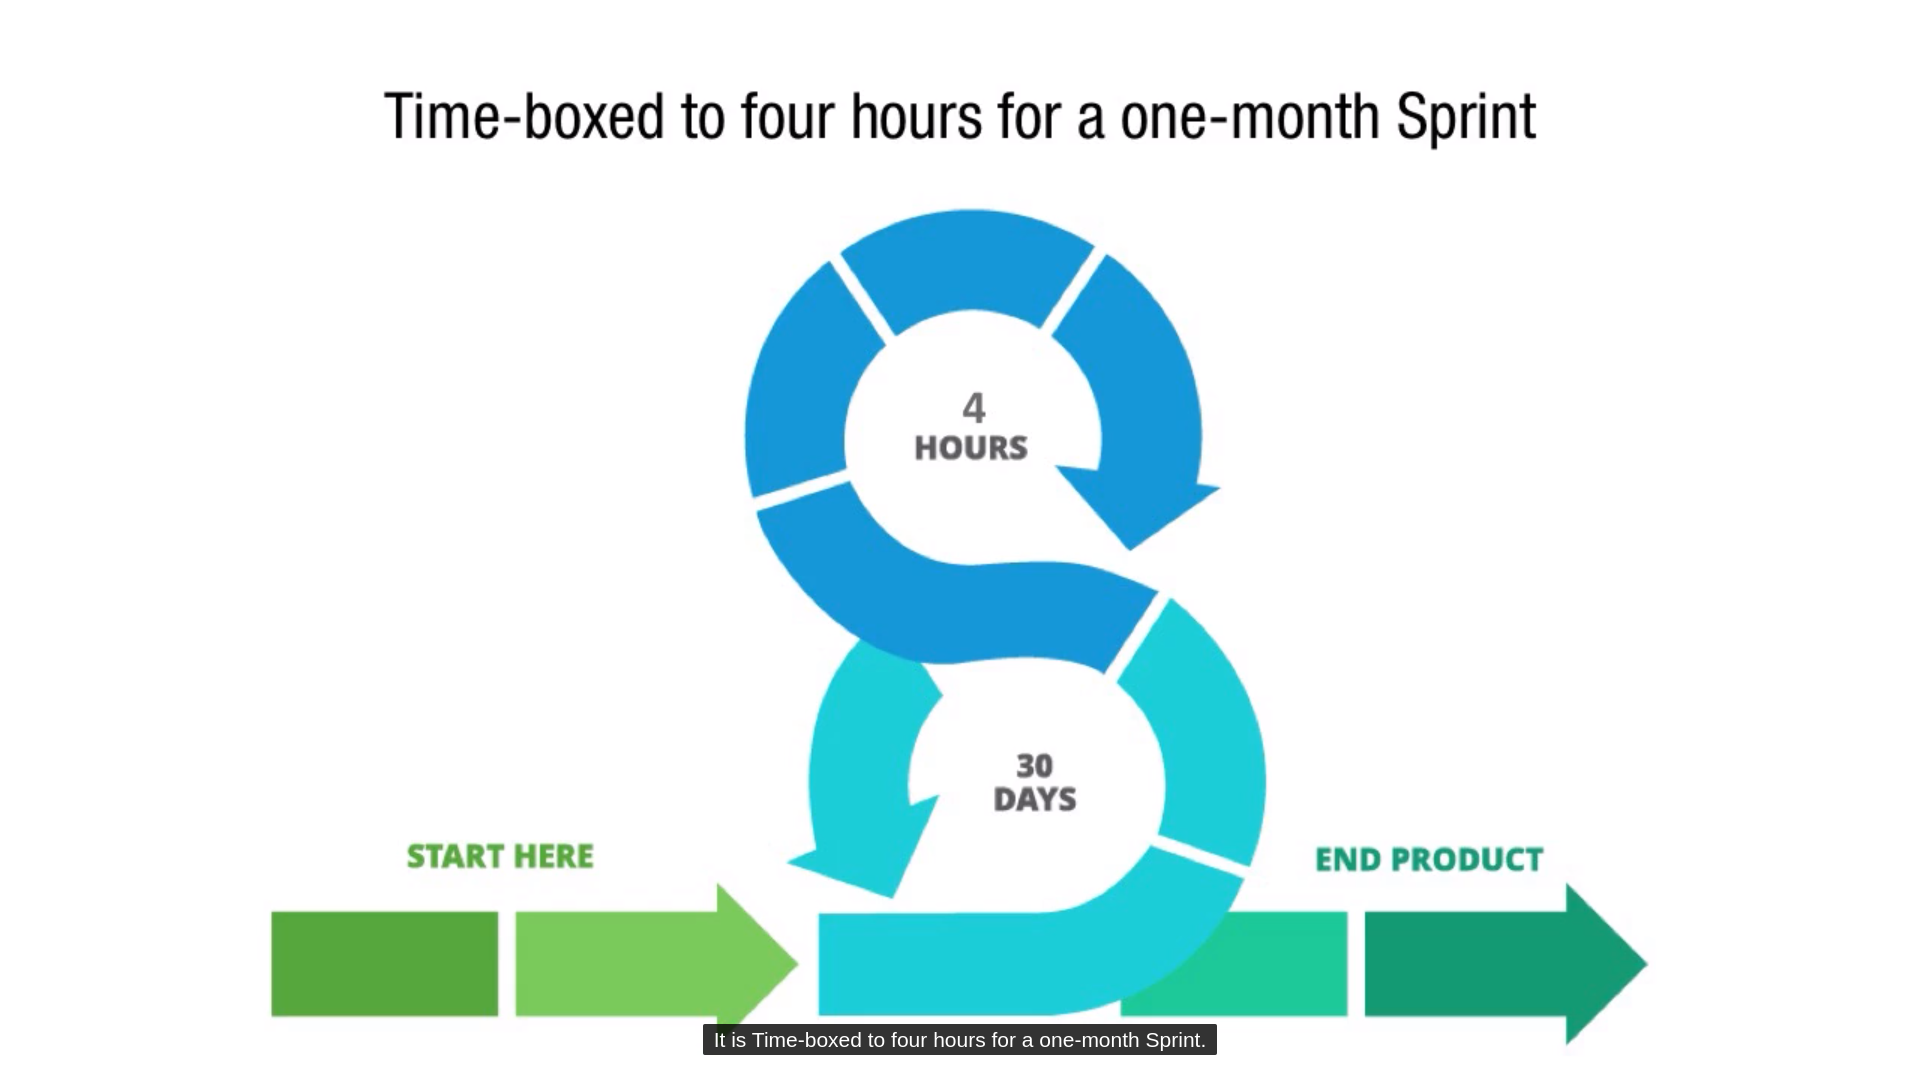 Time-boxed to four hours for a one-month Sprint
4
HOURS
30
DAYS
START HERE
END PRODUCT
It is Time-boxed to four hours for a one-month Sprint.